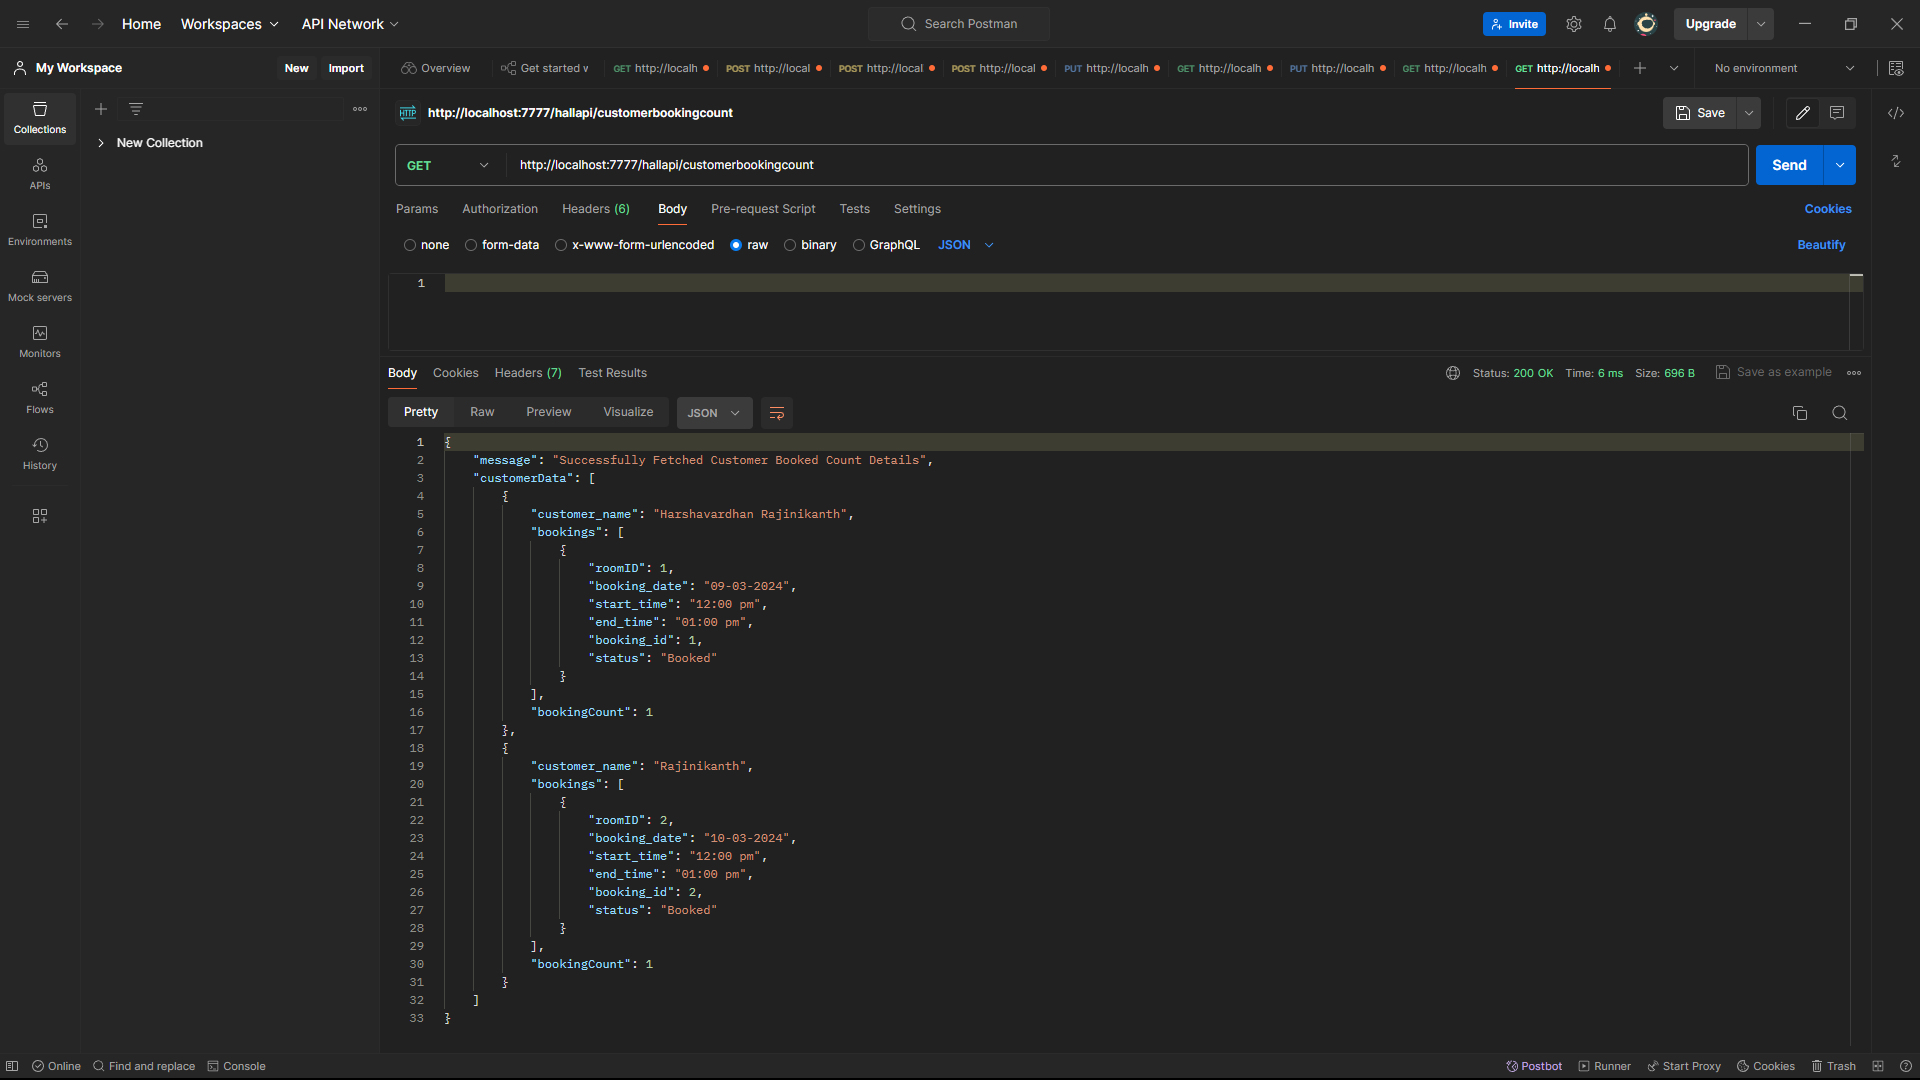 Home Workspaces API Network Search Postman Invite Upgrade
My Workspace New Import Overview Get started v GET http://localh POST http://local POST http://local POST http://local PUT http://localh GET http://localh PUT http://localh GET http://localh GET http://localh No environment
Collections
New Collection
APIs
Environments
Mock servers
Monitors
Flows
History
HTTP http://localhost:7777/hallapi/customerbookingcount Save
GET http://localhost:7777/hallapi/customerbookingcount Send
Params Authorization Headers (6) Body Pre-request Script Tests Settings Cookies
none form-data x-www-form-urlencoded raw binary GraphQL JSON Beautify
1
Body Cookies Headers (7) Test Results Status: 200 OK Time: 6 ms Size: 696 B Save as example
Pretty Raw Preview Visualize JSON
1 {
2 "message": "Successfully Fetched Customer Booked Count Details",
3 "customerData": [
4 {
5 "customer_name": "Harshavardhan Rajinikanth",
6 "bookings": [
7 {
8 "roomID": 1,
9 "booking_date": "09-03-2024",
10 "start_time": "12:00 pm",
11 "end_time": "01:00 pm",
12 "booking_id": 1,
13 "status": "Booked"
14 }
15 ],
16 "bookingCount": 1
17 },
18 {
19 "customer_name": "Rajinikanth",
20 "bookings": [
21 {
22 "roomID": 2,
23 "booking_date": "10-03-2024",
24 "start_time": "12:00 pm",
25 "end_time": "01:00 pm",
26 "booking_id": 2,
27 "status": "Booked"
28 }
29 ],
30 "bookingCount": 1
31 }
32 ]
33 }
Online Find and replace Console Postbot Runner Start Proxy Cookies Trash